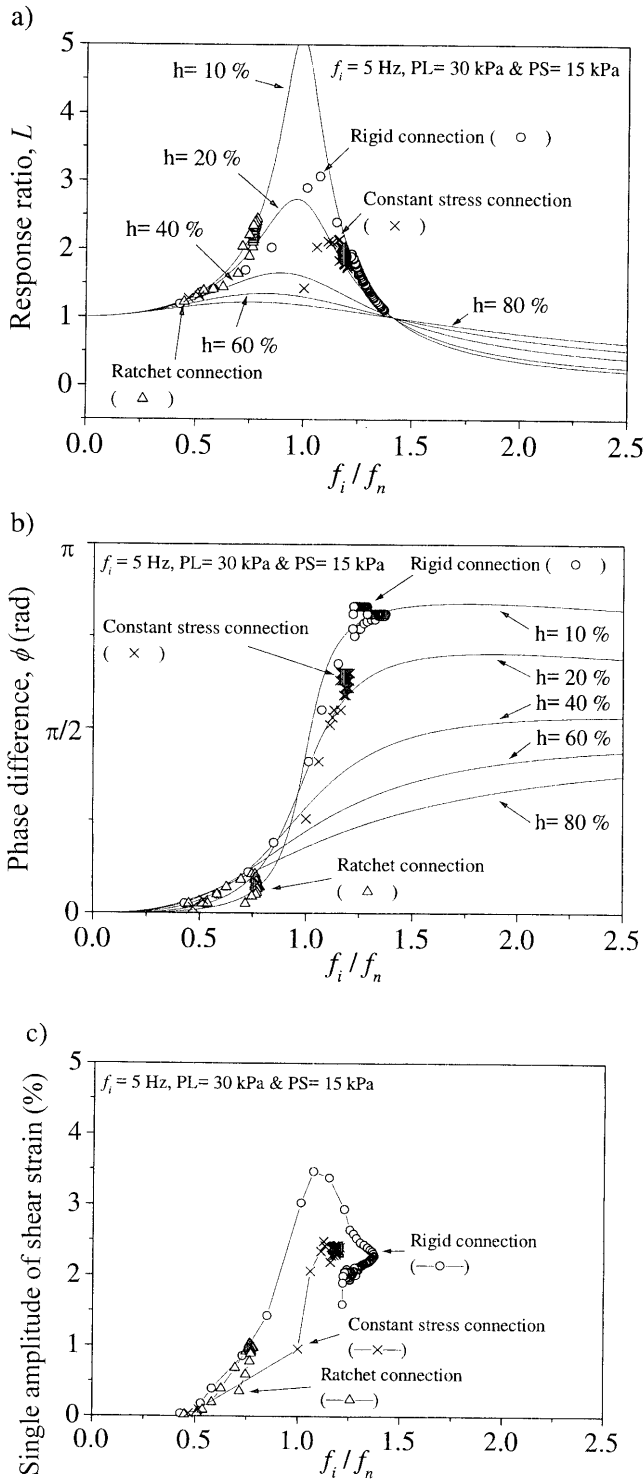 a)
5
4
3
2
1
0
Response ratio, L
f_i = 5 Hz, PL= 30 kPa & PS= 15 kPa
h= 10 %
Rigid connection ( ○ )
h= 20 %
Constant stress connection
( × )
h= 40 %
h= 80 %
h= 60 %
Ratchet connection
( △ )
0.0 0.5 1.0 1.5 2.0 2.5
f_i / f_n
b)
π
π/2
0
Phase difference, ϕ (rad)
f_i = 5 Hz, PL= 30 kPa & PS= 15 kPa
Rigid connection ( ○ )
Constant stress connection
( × )
h= 10 %
h= 20 %
h= 40 %
h= 60 %
h= 80 %
Ratchet connection
( △ )
0.0 0.5 1.0 1.5 2.0 2.5
f_i / f_n
c)
5
4
3
2
1
0
Single amplitude of shear strain (%)
f_i = 5 Hz, PL= 30 kPa & PS= 15 kPa
Rigid connection
(—○—)
Constant stress connection
(—×—)
Ratchet connection
(—△—)
0.0 0.5 1.0 1.5 2.0 2.5
f_i / f_n